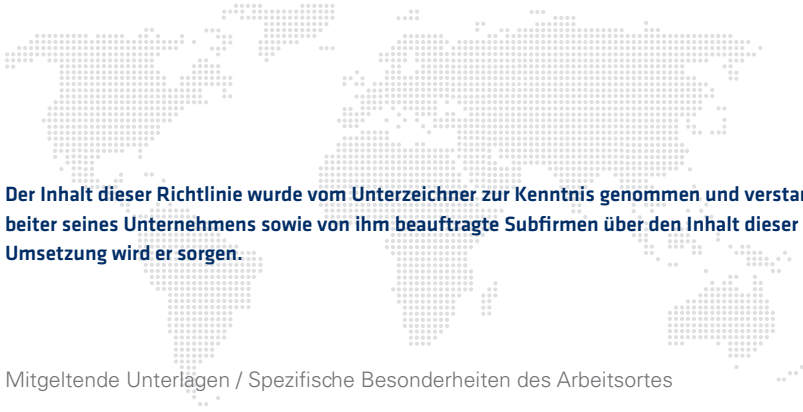 Der Inhalt dieser Richtlinie wurde vom Unterzeichner zur Kenntnis genommen und
beiter seines Unternehmens sowie von ihm beauftragte Subfirmen über den Inhalt dieser
Umsetzung wird er sorgen.
Mitgeltende Unterlagen / Spezifische Besonderheiten des Arbeitsortes